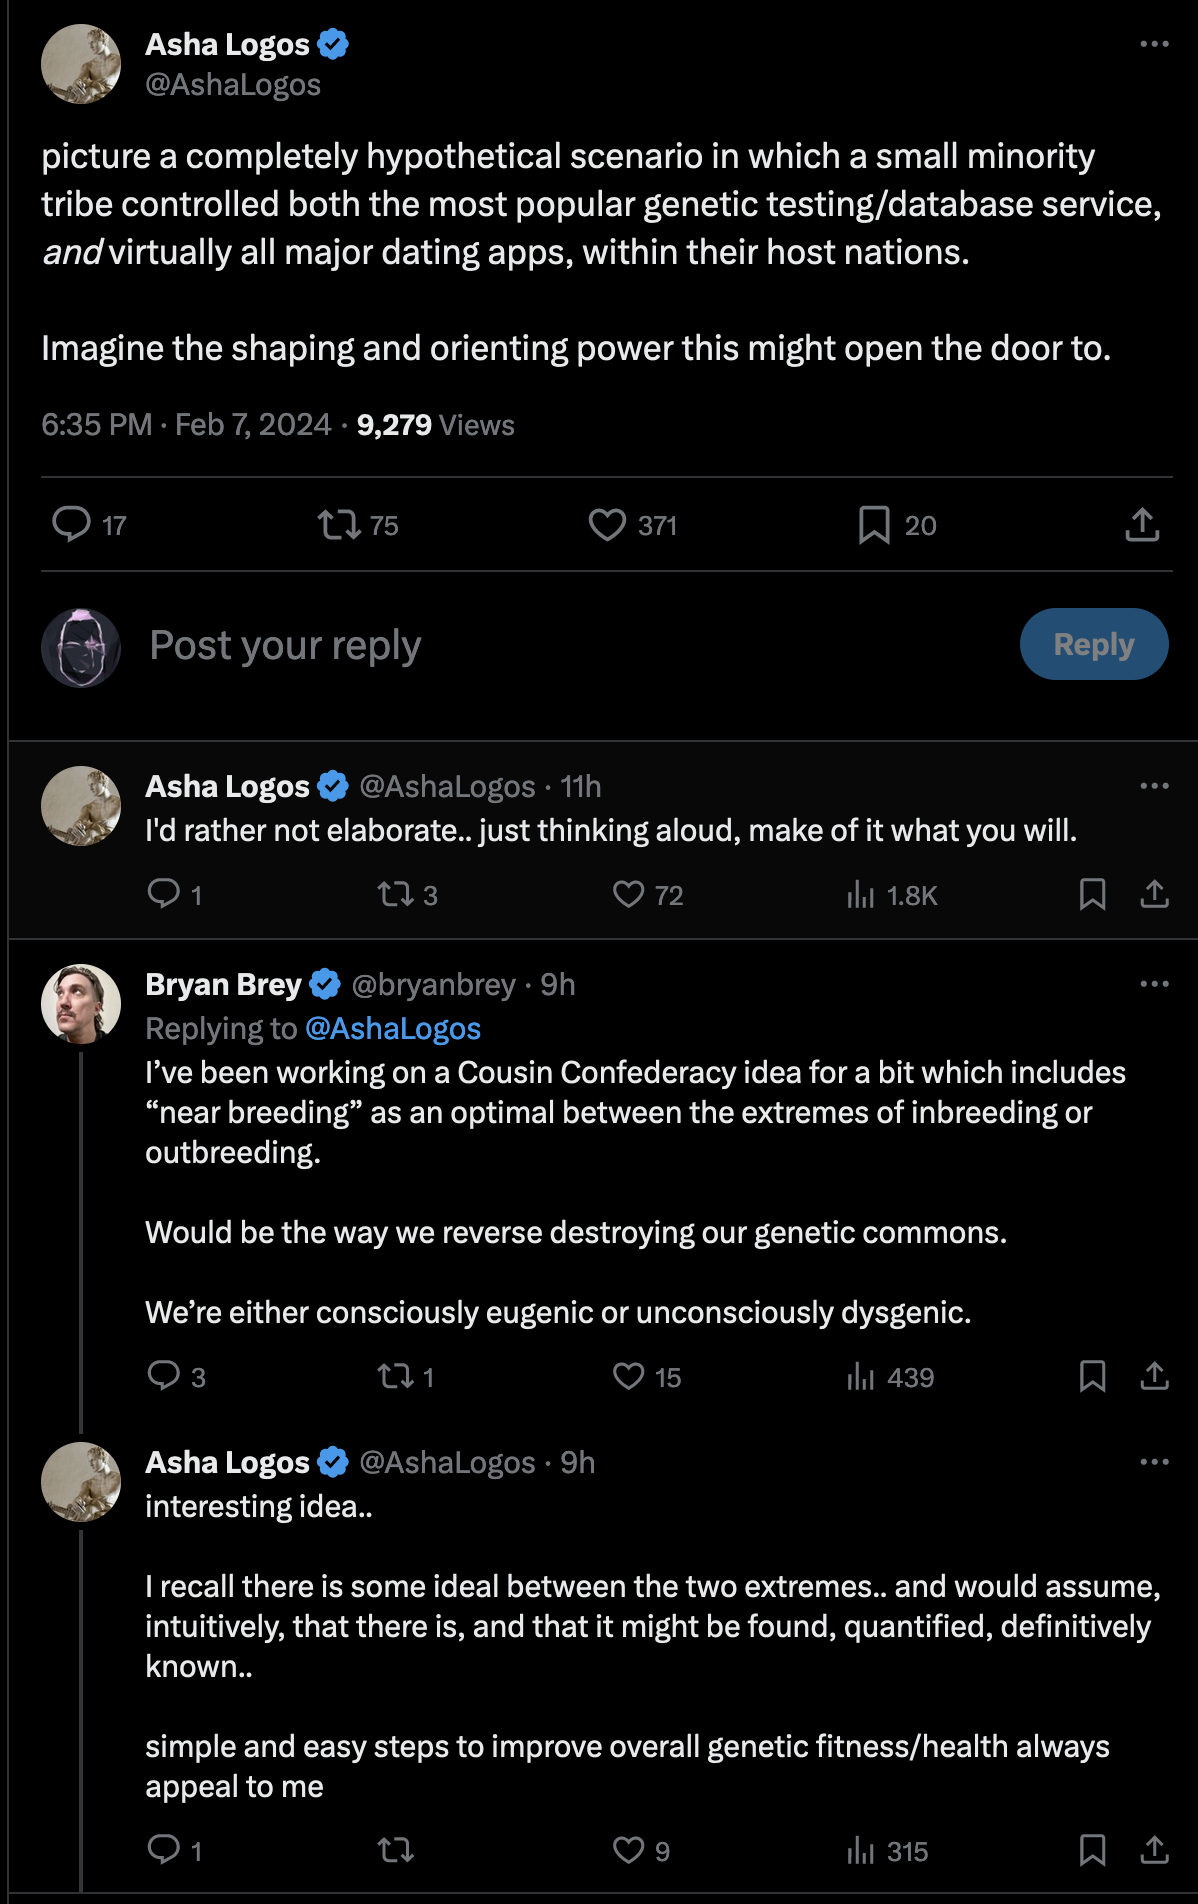 Asha Logos
@AshaLogos
picture a completely hypothetical scenario in which a small minority
tribe controlled both the most popular genetic testing/database service,
and virtually all major dating apps, within their host nations.
Imagine the shaping and orienting power this might open the door to.
6:35 PM · Feb 7, 2024 · 9,279 Views
17 75 371 20
Post your reply Reply
Asha Logos @AshaLogos · 11h
I'd rather not elaborate.. just thinking aloud, make of it what you will.
1 3 72 1.8K
Bryan Brey @bryanbrey · 9h
Replying to @AshaLogos
I’ve been working on a Cousin Confederacy idea for a bit which includes
“near breeding” as an optimal between the extremes of inbreeding or
outbreeding.
Would be the way we reverse destroying our genetic commons.
We’re either consciously eugenic or unconsciously dysgenic.
3 1 15 439
Asha Logos @AshaLogos · 9h
interesting idea..
I recall there is some ideal between the two extremes.. and would assume,
intuitively, that there is, and that it might be found, quantified, definitively
known..
simple and easy steps to improve overall genetic fitness/health always
appeal to me
1 9 315